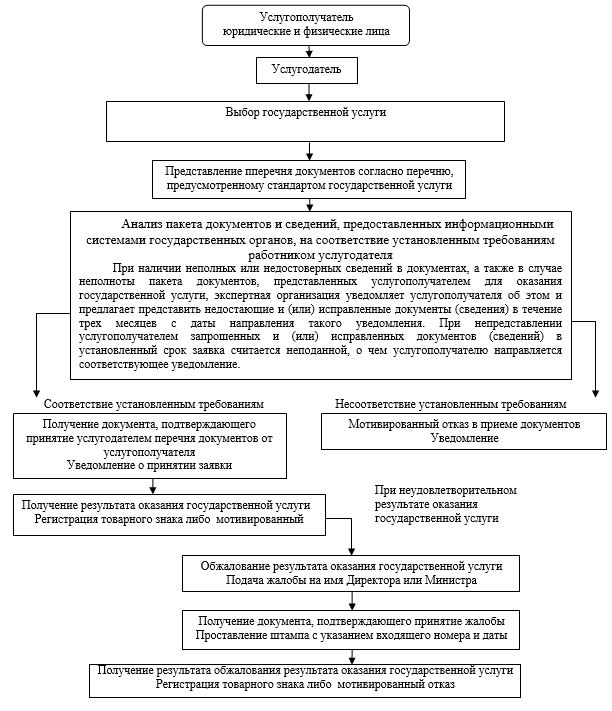 Услугополучатель
юридические и физические лица
Услугодатель
Выбор государственной услуги
Представление пперечня документов согласно перечню,
предусмотренному стандартом государственной услуги
Анализ пакета документов и сведений, предоставленных информационными
системами государственных органов, на соответствие установленным требованиям
работником услугодателя
При наличии неполных или недостоверных сведений в документах, а также в случае
неполноты пакета документов, представленных услугополучателем для оказания
государственной услуги, экспертная организация уведомляет услугополучателя об этом и
предлагает представить недостающие и (или) исправленные документы (сведения) в течение
трех месяцев с даты направления такого уведомления. При непредставлении
услугополучателем запрошенных и (или) исправленных документов (сведений) в
установленный срок заявка считается неподанной, о чем услугополучателю направляется
соответствующее уведомление.
Соответствие установленным требованиям
Несоответствие установленным требованиям
Получение документа, подтверждающего
принятие услугодателем перечня документов от
услугополучателя
Уведомление о принятии заявки
Мотивированный отказ в приеме документов
Уведомление
Получение результата оказания государственной услуги
Регистрация товарного знака либо мотивированный
При неудовлетворительном
результате оказания
государственной услуги
Обжалование результата оказания государственной услуги
Подача жалобы на имя Директора или Министра
Получение документа, подтверждающего принятие жалобы
Проставление штампа с указанием входящего номера и даты
Получение результата обжалования результата оказания государственной услуги
Регистрация товарного знака либо мотивированный отказ